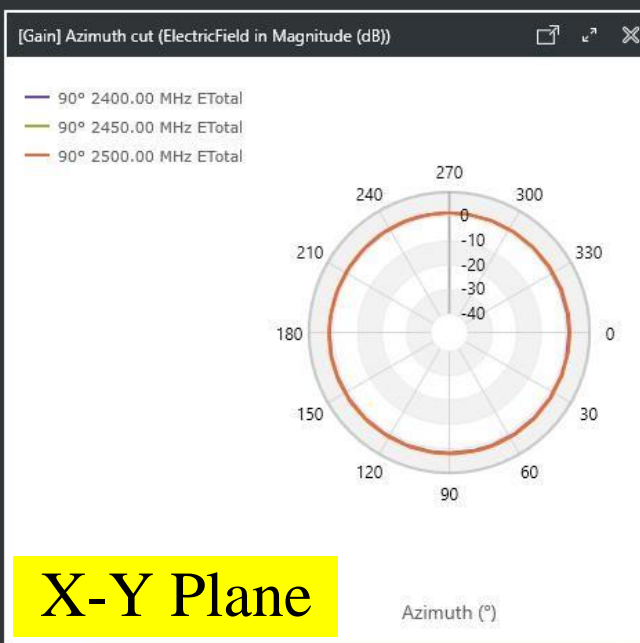 [Gain] Azimuth cut (ElectricField in Magnitude (dB))
90° 2400.00 MHz ETotal
90° 2450.00 MHz ETotal
90° 2500.00 MHz ETotal
270
240
300
0
-10
210
330
-20
-30
-40
180
0
150
30
120
60
90
X-Y Plane
Azimuth (°)